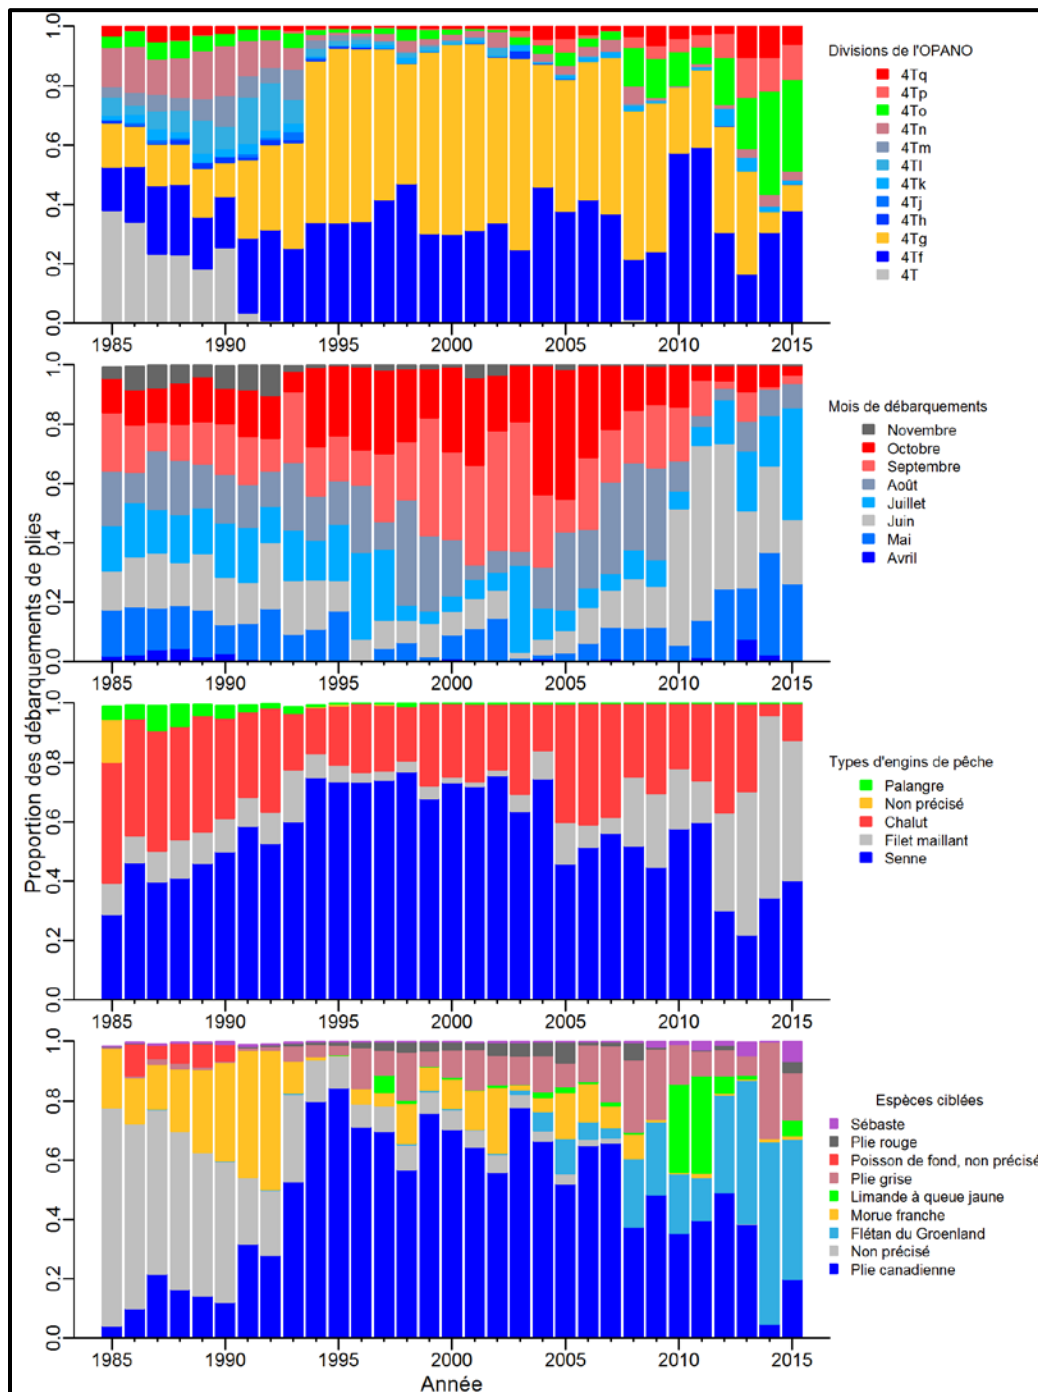 Proportion des débarquements de plies
1.0
0.8
0.6
0.4
0.2
0.0
1985 1990 1995 2000 2005 2010 2015
Divisions de l'OPANO
4Tq
4Tp
4To
4Tn
4Tm
4Tl
4Tk
4Tj
4Th
4Tg
4Tf
4T
1.0
0.8
0.6
0.4
0.2
0.0
1985 1990 1995 2000 2005 2010 2015
Mois de débarquements
Novembre
Octobre
Septembre
Août
Juillet
Juin
Mai
Avril
1.0
0.8
0.6
0.4
0.2
0.0
1985 1990 1995 2000 2005 2010 2015
Types d'engins de pêche
Palangre
Non précisé
Chalut
Filet maillant
Senne
1.0
0.8
0.6
0.4
0.2
0.0
1985 1990 1995 2000 2005 2010 2015
Espèces ciblées
Sébaste
Plie rouge
Poisson de fond, non précisé
Plie grise
Limande à queue jaune
Morue franche
Flétan du Groenland
Non précisé
Plie canadienne
Année